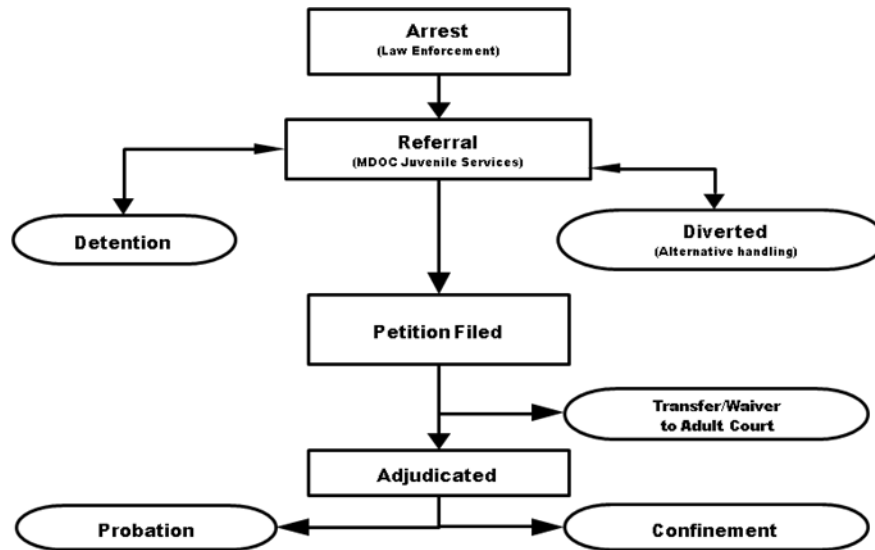 Arrest
(Law Enforcement)
Referral
(MDOC Juvenile Services)
Detention
Diverted
(Alternative handling)
Petition Filed
Transfer/Waiver
to Adult Court
Adjudicated
Probation
Confinement